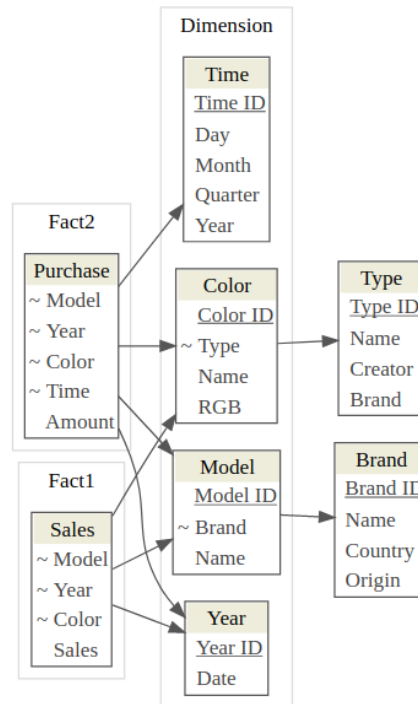 Dimension
Time
Time ID
Day
Month
Quarter
Year
Fact2
Purchase
~ Model
~ Year
~ Color
~ Time
Amount
Color
Color ID
~ Type
Name
RGB
Type
Type ID
Name
Creator
Brand
Fact1
Sales
~ Model
~ Year
~ Color
Sales
Model
Model ID
~ Brand
Name
Brand
Brand ID
Name
Country
Origin
Year
Year ID
Date